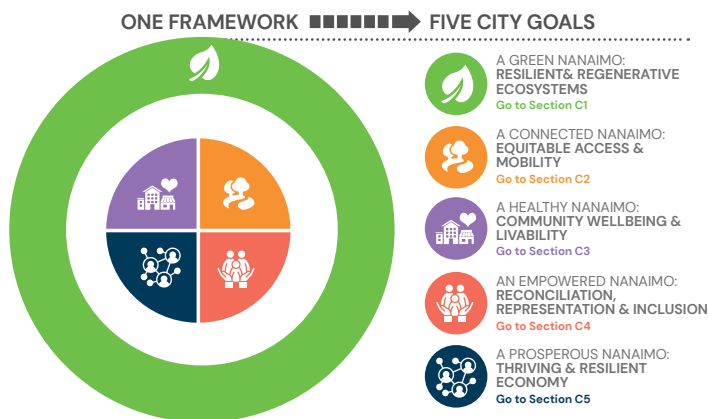 ONE FRAMEWORK FIVE CITY GOALS
A GREEN NANAIMO:
RESILIENT& REGENERATIVE
ECOSYSTEMS
Go to Section C1
A CONNECTED NANAIMO:
EQUITABLE ACCESS &
MOBILITY
Go to Section C2
A HEALTHY NANAIMO:
COMMUNITY WELLBEING &
LIVABILITY
Go to Section C3
AN EMPOWERED NANAIMO:
RECONCILIATION,
REPRESENTATION & INCLUSION
Go to Section C4
A PROSPEROUS NANAIMO:
THRIVING & RESILIENT
ECONOMY
Go to Section C5